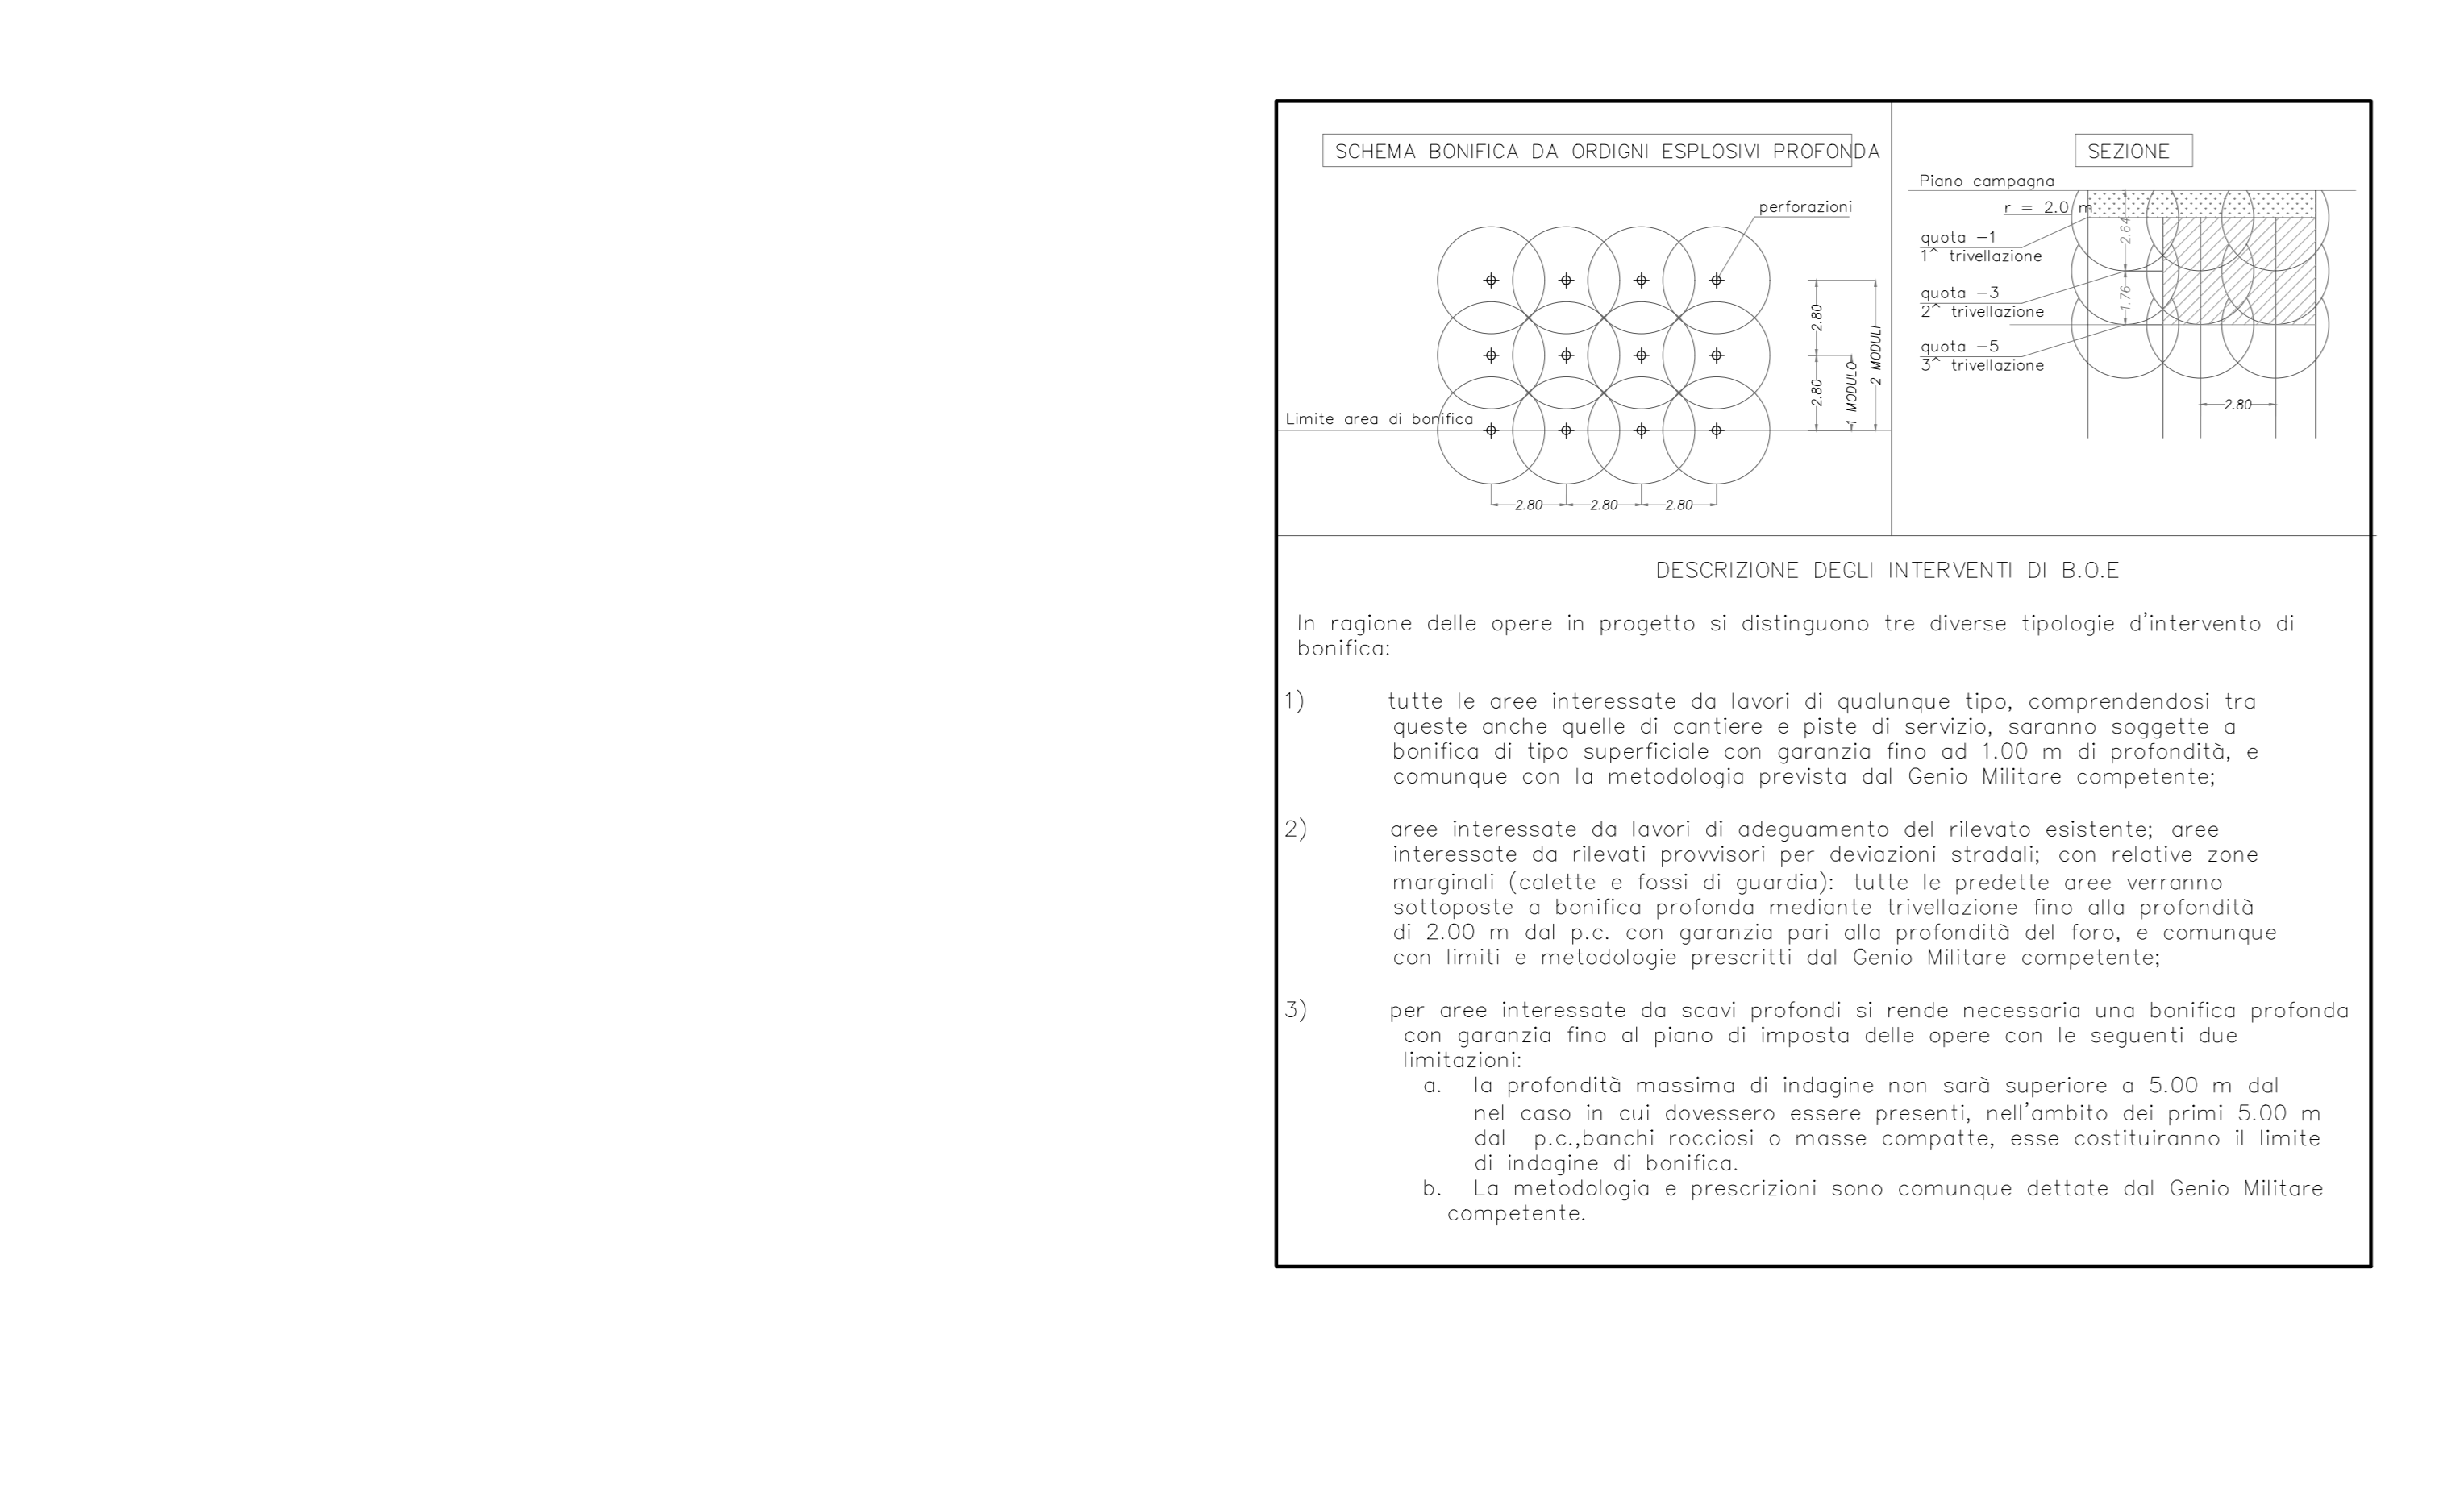 SCHEMA BONIFICA DA ORDIGNI ESPLOSIVI PROFONDA
perforazioni
2.80
2.80
1 MODULO
2 MODULI
Limite area di bonifica
2.80
2.80
2.80
SEZIONE
Piano campagna
r = 2.0 m
2.64
quota -1
1^ trivellazione
1.76
quota -3
2^ trivellazione
quota -5
3^ trivellazione
2.80
DESCRIZIONE DEGLI INTERVENTI DI B.O.E
In ragione delle opere in progetto si distinguono tre diverse tipologie d'intervento di
bonifica:
1) tutte le aree interessate da lavori di qualunque tipo, comprendendosi tra
queste anche quelle di cantiere e piste di servizio, saranno soggette a
bonifica di tipo superficiale con garanzia fino ad 1.00 m di profondità, e
comunque con la metodologia prevista dal Genio Militare competente;
2) aree interessate da lavori di adeguamento del rilevato esistente; aree
interessate da rilevati provvisori per deviazioni stradali; con relative zone
marginali (calette e fossi di guardia): tutte le predette aree verranno
sottoposte a bonifica profonda mediante trivellazione fino alla profondità
di 2.00 m dal p.c. con garanzia pari alla profondità del foro, e comunque
con limiti e metodologie prescritti dal Genio Militare competente;
3) per aree interessate da scavi profondi si rende necessaria una bonifica profonda
con garanzia fino al piano di imposta delle opere con le seguenti due
limitazioni:
a. la profondità massima di indagine non sarà superiore a 5.00 m dal
nel caso in cui dovessero essere presenti, nell'ambito dei primi 5.00 m
dal p.c.,banchi rocciosi o masse compatte, esse costituiranno il limite
di indagine di bonifica.
b. La metodologia e prescrizioni sono comunque dettate dal Genio Militare
competente.